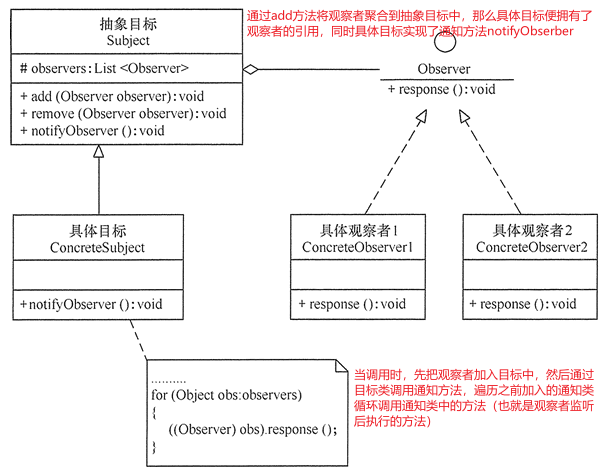 抽象目标
Subject
# observers:List <Observer>
+ add (Observer observer):void
+ remove (Observer observer):void
+ notifyObserver ():void
通过add方法将观察者聚合到抽象目标中，那么具体目标便拥有了
观察者的引用，同时具体目标实现了通知方法notifyObserber
Observer
+ response ():void
具体目标
ConcreteSubject
+notifyObserver ():void
具体观察者1
ConcreteObserver1
+ response ():void
具体观察者2
ConcreteObserver2
+ response ():void
..........
for (Object obs:observers)
{
((Observer) obs).response ();
}
当调用时，先把观察者加入目标中，然后通过
目标类调用通知方法，遍历之前加入的通知类
循环调用通知类中的方法（也就是观察者监听
后执行的方法）